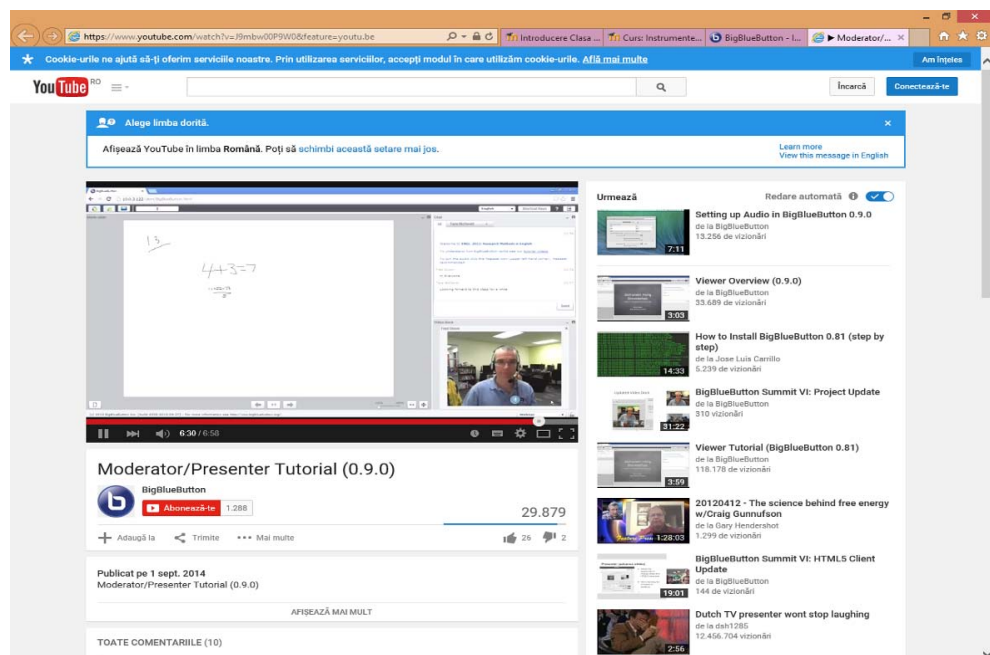 https://www.youtube.com/watch?v=J9mbw00P9W0&feature=youtu.be
Introducere Clasa ...
Curs: Instrumente...
BigBlueButton - I...
▶ Moderator/...
Cookie-urile ne ajută să-ți oferim serviciile noastre. Prin utilizarea serviciilor, accepți modul în care utilizăm cookie-urile. Află mai multe
Am înțeles
YouTube RO
Încarcă
Conectează-te
Alege limba dorită.
Afișează YouTube în limba Română. Poți să schimbi această setare mai jos.
Learn more
View this message in English
13
4+3=7
6:30 / 6:58
Moderator/Presenter Tutorial (0.9.0)
BigBlueButton
Abonează-te 1.288
29.879
Adaugă la
Trimite
Mai multe
26
2
Publicat pe 1 sept. 2014
Moderator/Presenter Tutorial (0.9.0)
AFIȘEAZĂ MAI MULT
TOATE COMENTARIILE (10)
Urmează
Redare automată
7:11
Setting up Audio in BigBlueButton 0.9.0
de la BigBlueButton
13.256 de vizionări
3:03
Viewer Overview (0.9.0)
de la BigBlueButton
33.689 de vizionări
14:33
How to Install BigBlueButton 0.81 (step by
step)
de la Jose Luis Carrillo
5.239 de vizionări
31:22
BigBlueButton Summit VI: Project Update
de la BigBlueButton
310 vizionări
3:59
Viewer Tutorial (BigBlueButton 0.81)
de la BigBlueButton
118.178 de vizionări
1:28:03
20120412 - The science behind free energy
w/Craig Gunnufson
de la Gary Hendershot
1.299 de vizionări
19:01
BigBlueButton Summit VI: HTML5 Client
Update
de la BigBlueButton
144 de vizionări
2:56
Dutch TV presenter wont stop laughing
de la dsh1285
12.456.704 vizionări